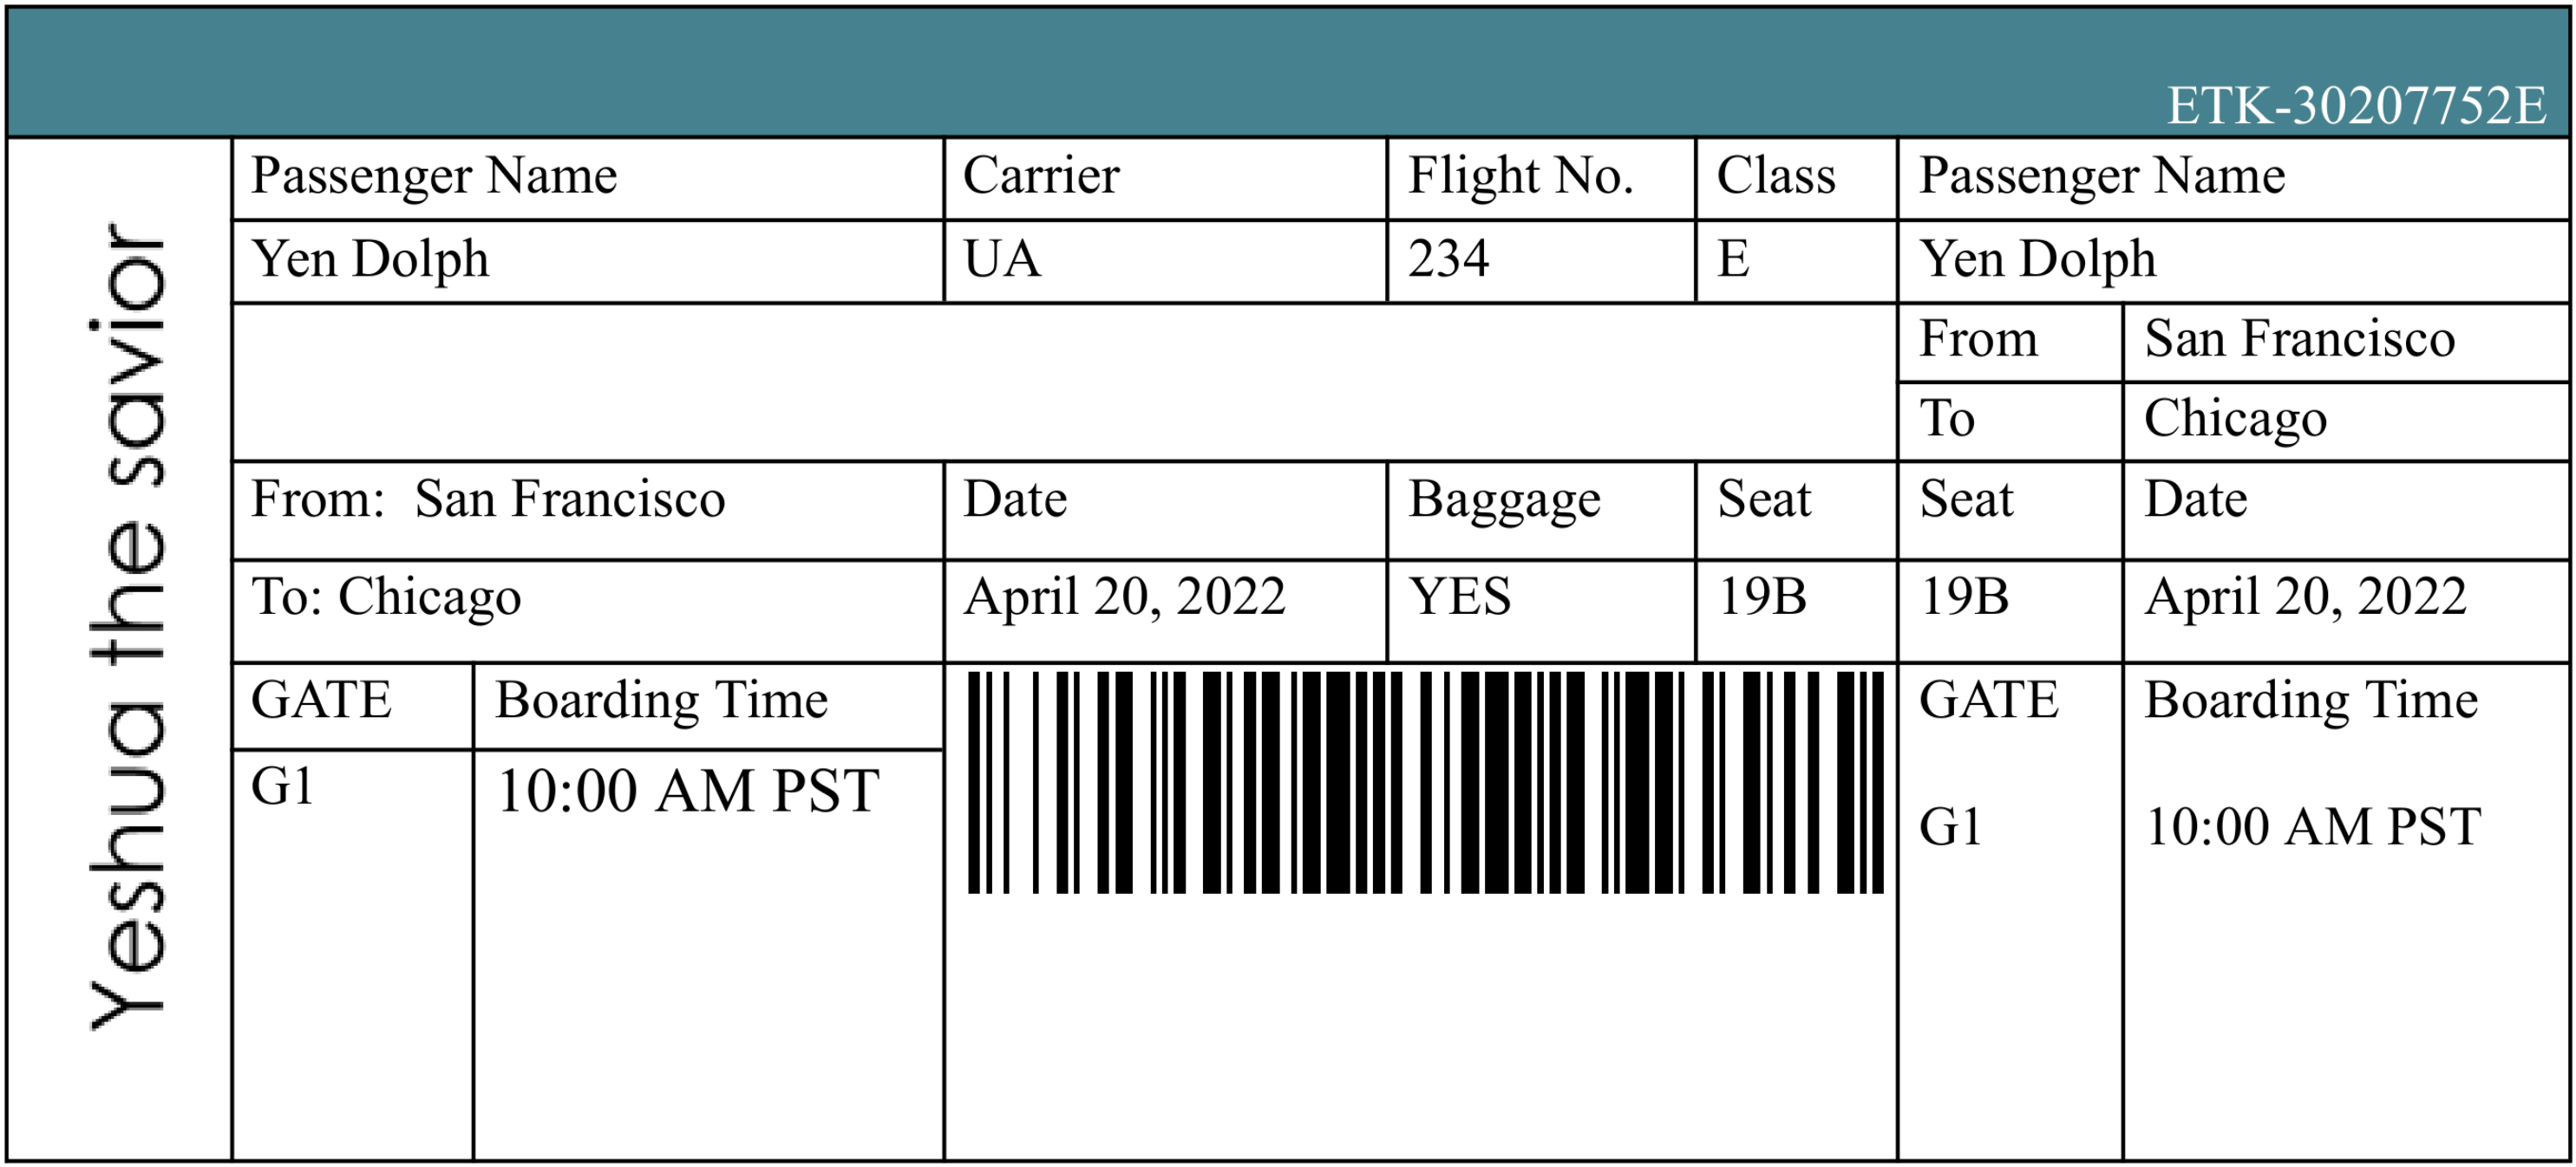 ETK-30207752E
Yeshua the savior
Passenger Name Carrier Flight No. Class Passenger Name
Yen Dolph UA 234 E Yen Dolph
From San Francisco
To Chicago
From: San Francisco Date Baggage Seat Seat Date
To: Chicago April 20, 2022 YES 19B 19B April 20, 2022
GATE Boarding Time GATE Boarding Time
G1 10:00 AM PST G1 10:00 AM PST